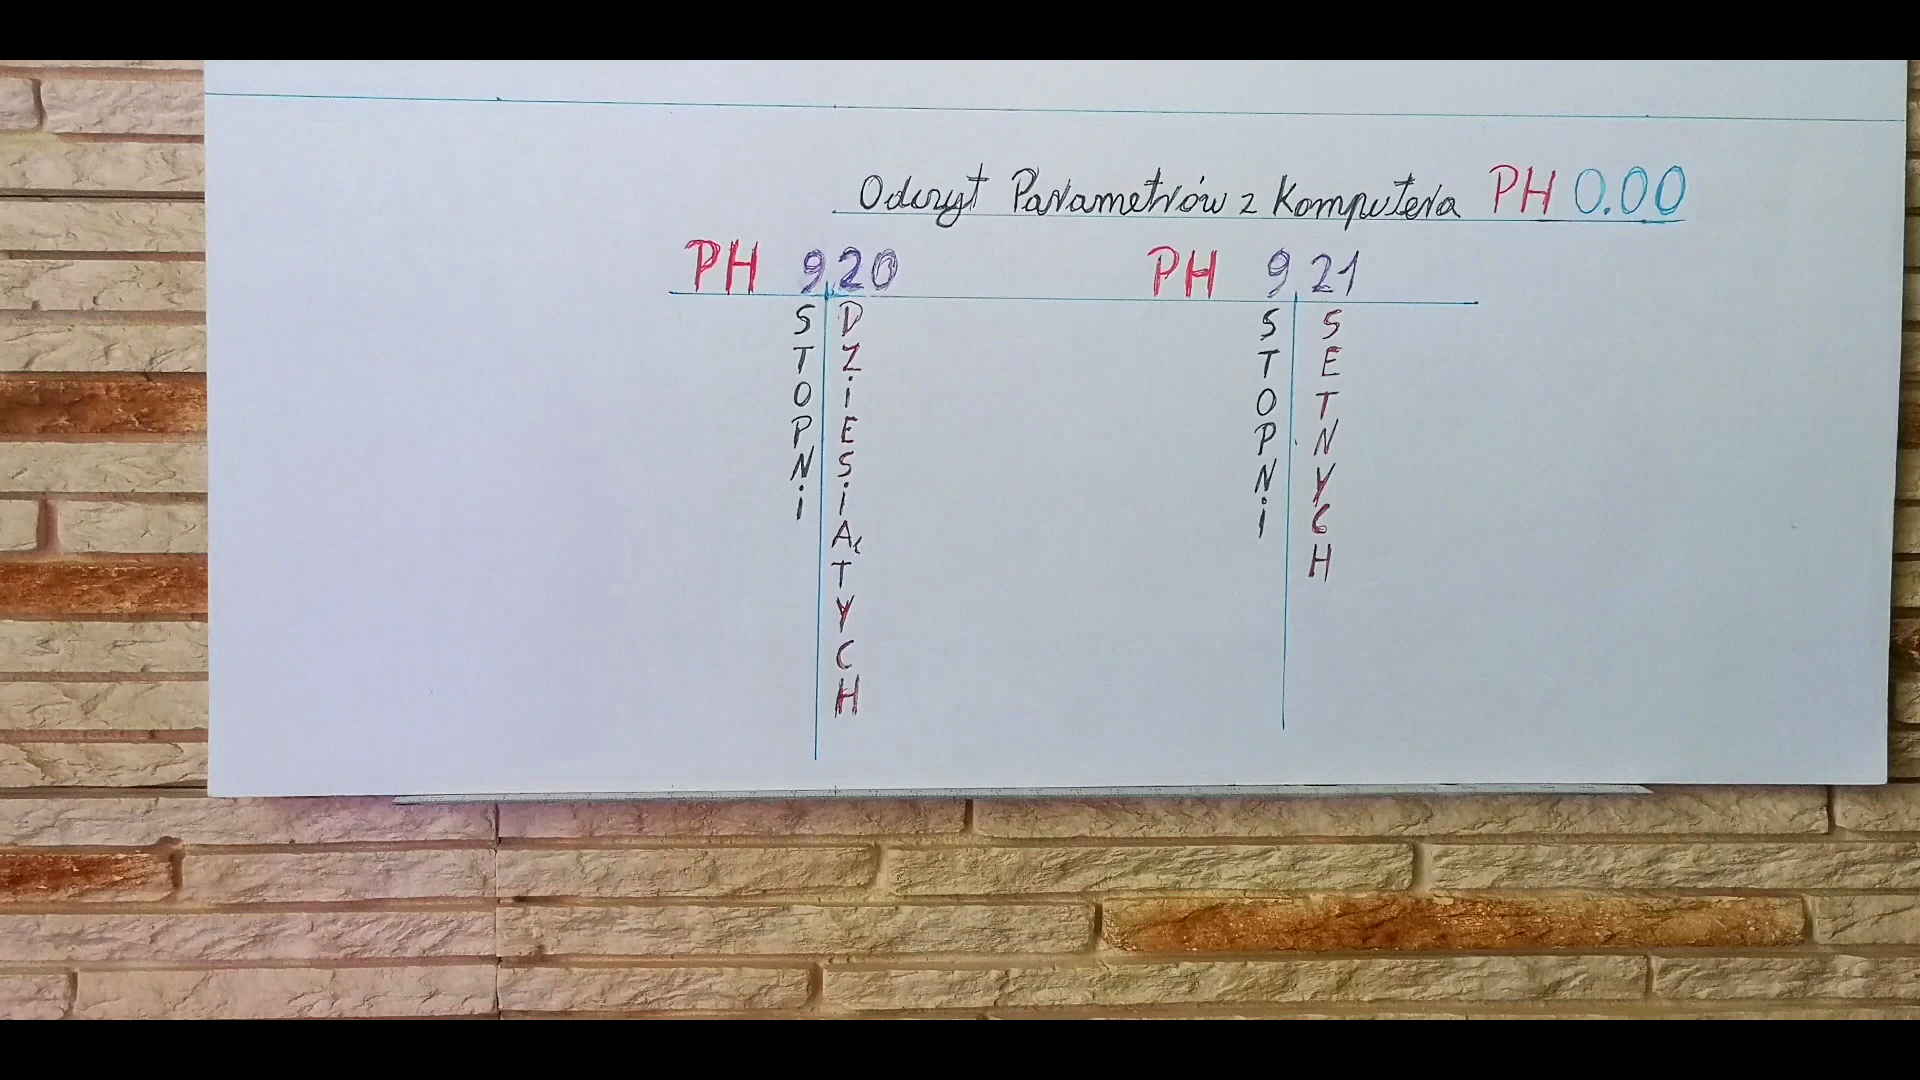 Odczyt Parametrów z Komputera PH 0.00
PH 9.20
PH 9 21
STOPNi
DZiESiĄTYCH
STOPNi
SETNYCH